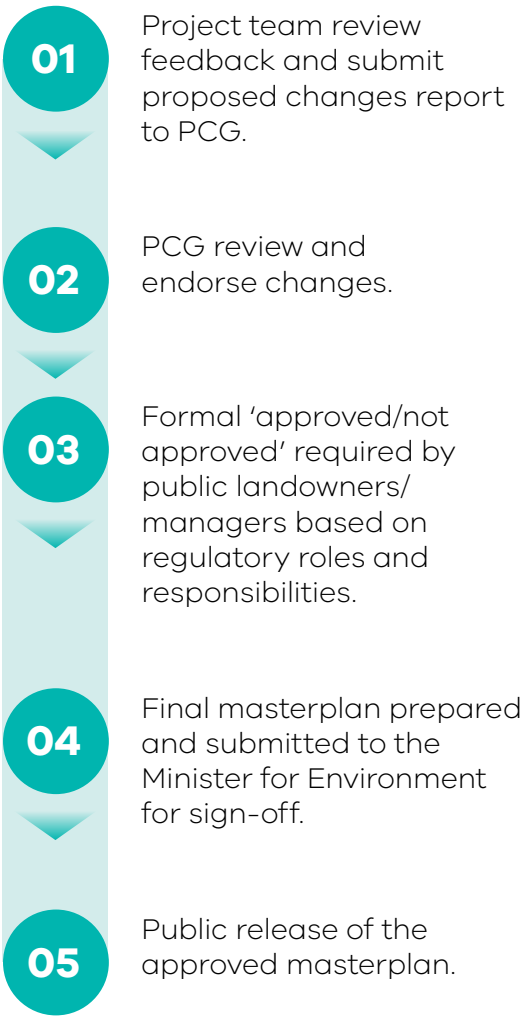 01
Project team review
feedback and submit
proposed changes report
to PCG.
02
PCG review and
endorse changes.
03
Formal ‘approved/not
approved’ required by
public landowners/
managers based on
regulatory roles and
responsibilities.
04
Final masterplan prepared
and submitted to the
Minister for Environment
for sign-off.
05
Public release of the
approved masterplan.